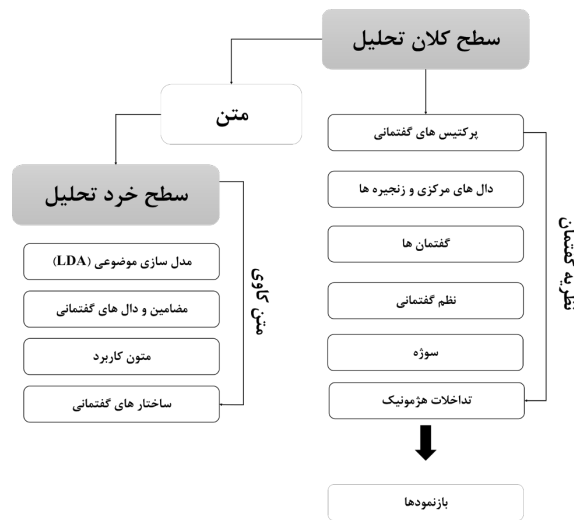 سطح کلان تحلیل
متن
پرکتیس های گفتمانی
دال های مرکزی و زنجیره ها
گفتمان ها
نظم گفتمانی
سوژه
تداخلات هژمونیک
بازنمودها
نظریه گفتمان
سطح خرد تحلیل
مدل سازی موضوعی (LDA)
مضامین و دال های گفتمانی
متون کاربرد
ساختار های گفتمانی
متن کاوی